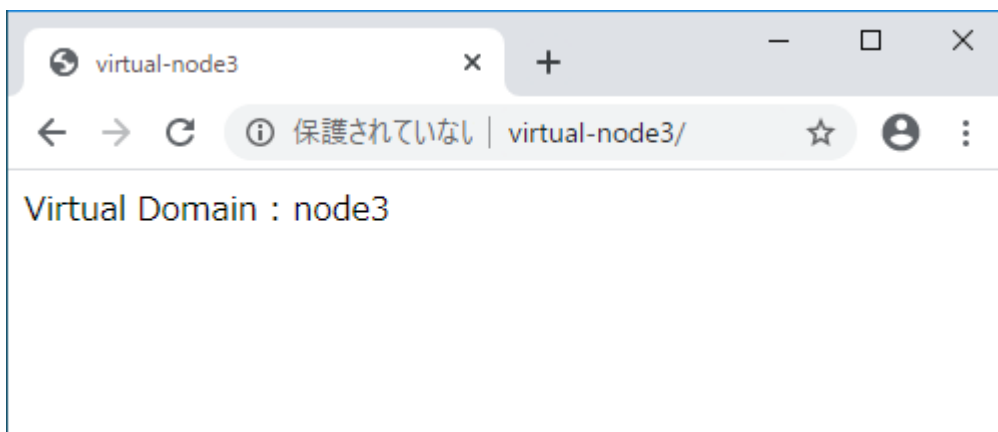 virtual-node3
保護されていない | virtual-node3/
Virtual Domain : node3